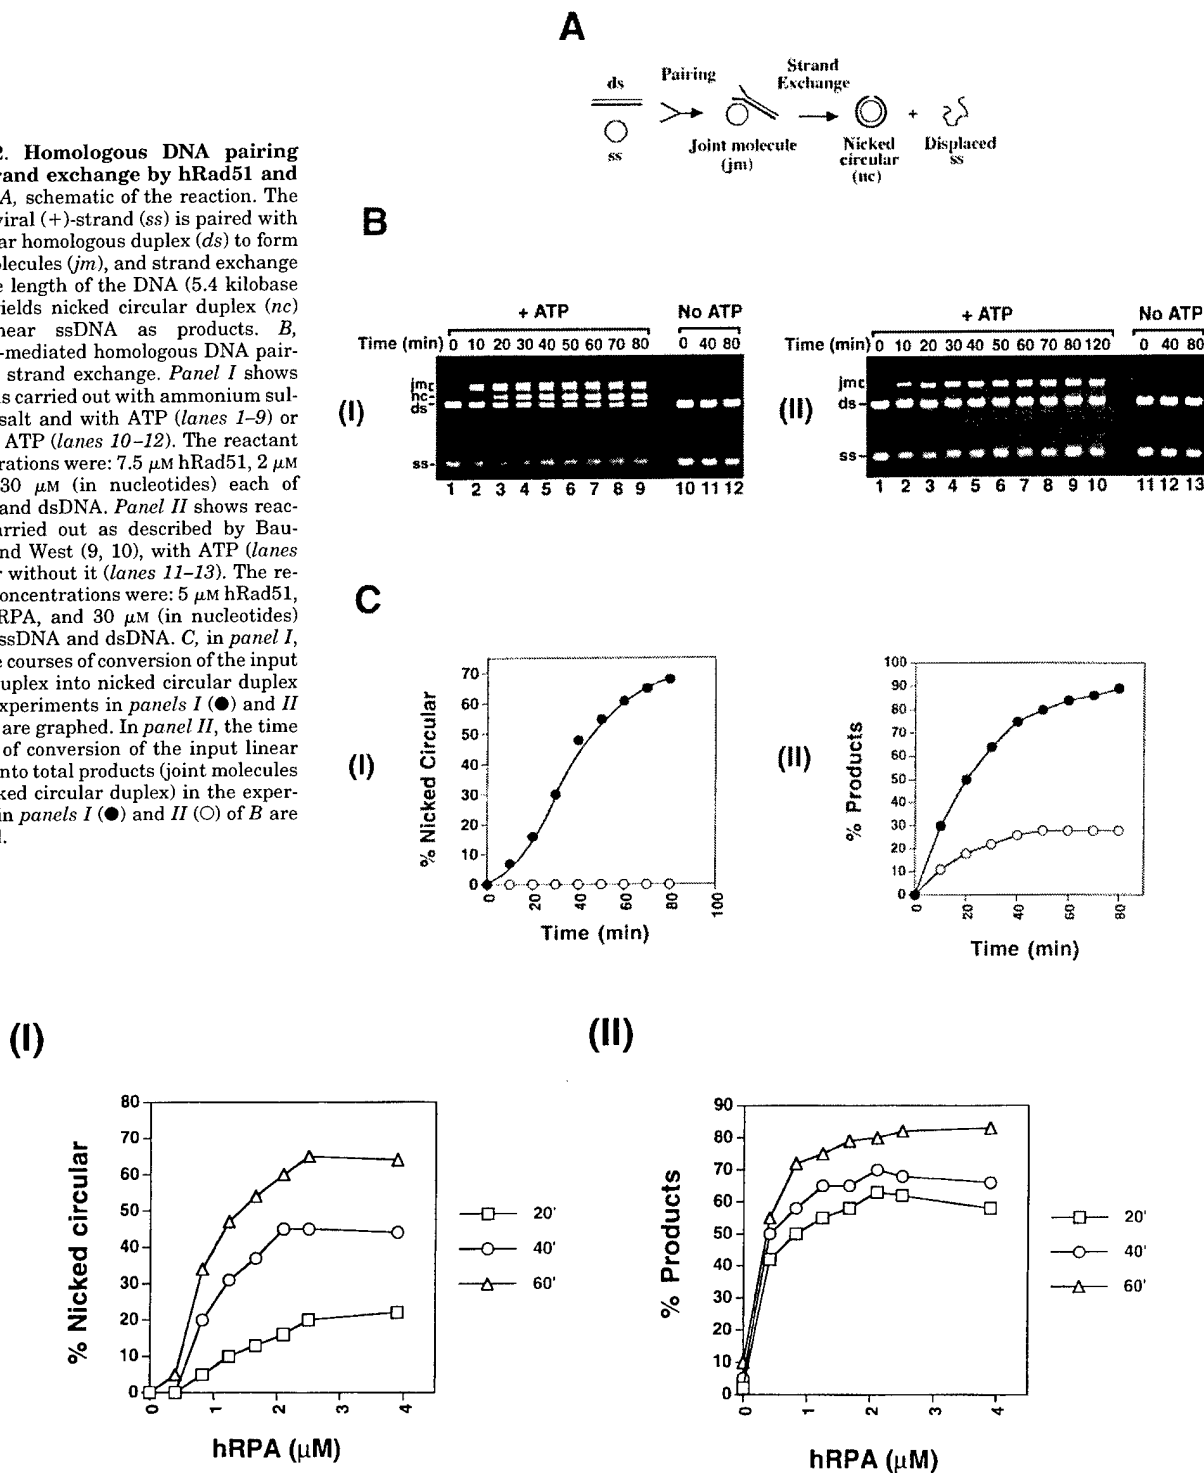 2. Homologous DNA pairing
rand exchange by hRad51 and
A, schematic of the reaction. The
viral (+)-strand (ss) is paired with
ar homologous duplex (ds) to form
olecules (jm), and strand exchange
e length of the DNA (5.4 kilobase
yields nicked circular duplex (nc)
near ssDNA as products. B,
-mediated homologous DNA pair-
strand exchange. Panel I shows
ns carried out with ammonium sul-
salt and with ATP (lanes 1–9) or
ATP (lanes 10–12). The reactant
rations were: 7.5 μM hRad51, 2 μM
30 μM (in nucleotides) each of
and dsDNA. Panel II shows reac-
arried out as described by Bau-
nd West (9, 10), with ATP (lanes
r without it (lanes 11–13). The re-
oncentrations were: 5 μM hRad51,
RPA, and 30 μM (in nucleotides)
ssDNA and dsDNA. C, in panel I,
e courses of conversion of the input
uplex into nicked circular duplex
xperiments in panels I (●) and II
are graphed. In panel II, the time
of conversion of the input linear
nto total products (joint molecules
ked circular duplex) in the exper-
in panels I (●) and II (○) of B are
l.
A
ds
ss
Pairing
Joint molecule
(jm)
Strand
Exchange
Nicked
circular
(nc)
+
Displaced
ss
B
(I)
+ ATP
No ATP
Time (min) 0 10 20 30 40 50 60 70 80 0 40 80
jm
nc
ds
ss
1 2 3 4 5 6 7 8 9 10 11 12
(II)
+ ATP
No ATP
Time (min) 0 10 20 30 40 50 60 70 80 120 0 40 80
jm
ds
ss
1 2 3 4 5 6 7 8 9 10 11 12 13
C
(I)
% Nicked Circular
70
60
50
40
30
20
10
0
0 20 40 60 80 100
Time (min)
(II)
% Products
100
90
80
70
60
50
40
30
20
10
0
0 20 40 60 80
Time (min)
(I)
% Nicked circular
80
70
60
50
40
30
20
10
0
0 1 2 3 4
hRPA (μM)
20'
40'
60'
(II)
% Products
90
80
70
60
50
40
30
20
10
0
0 1 2 3 4
hRPA (μM)
20'
40'
60'